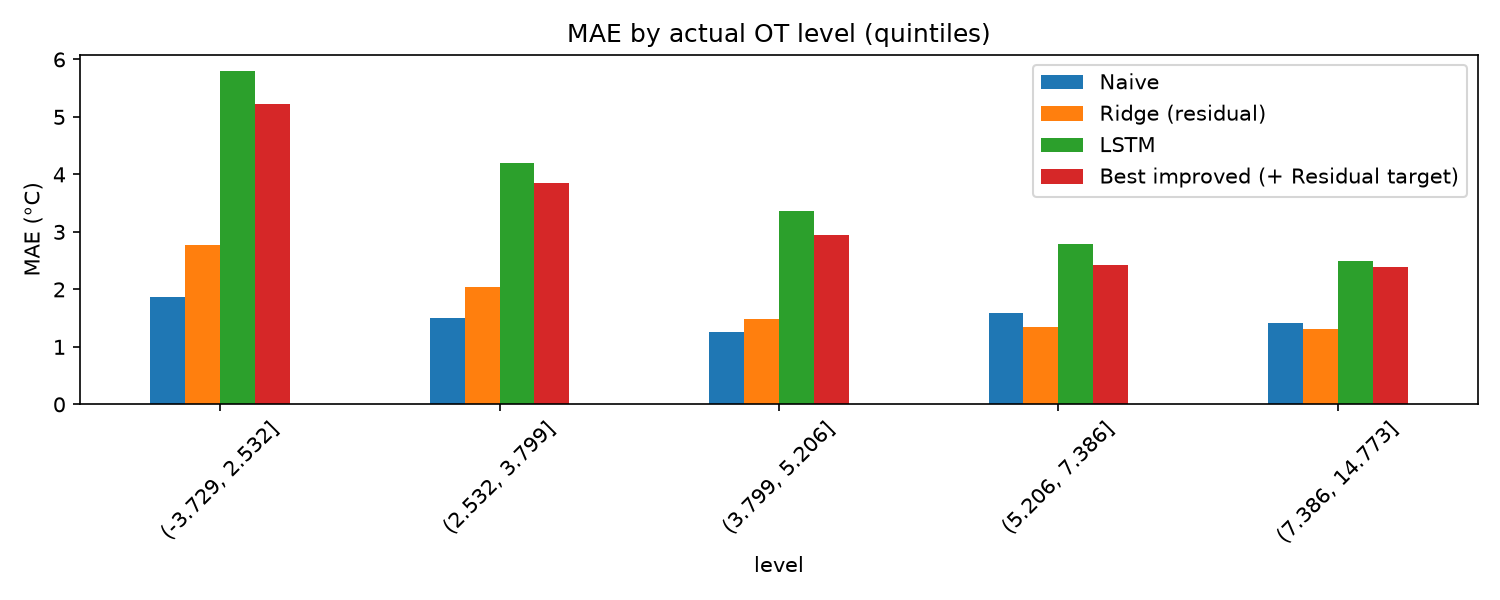 MAE by actual OT level (quintiles)
MAE (°C)
6
5
4
3
2
1
0
Naive
Ridge (residual)
LSTM
Best improved (+ Residual target)
(-3.729, 2.532]
(2.532, 3.799]
(3.799, 5.206]
(5.206, 7.386]
(7.386, 14.773]
level